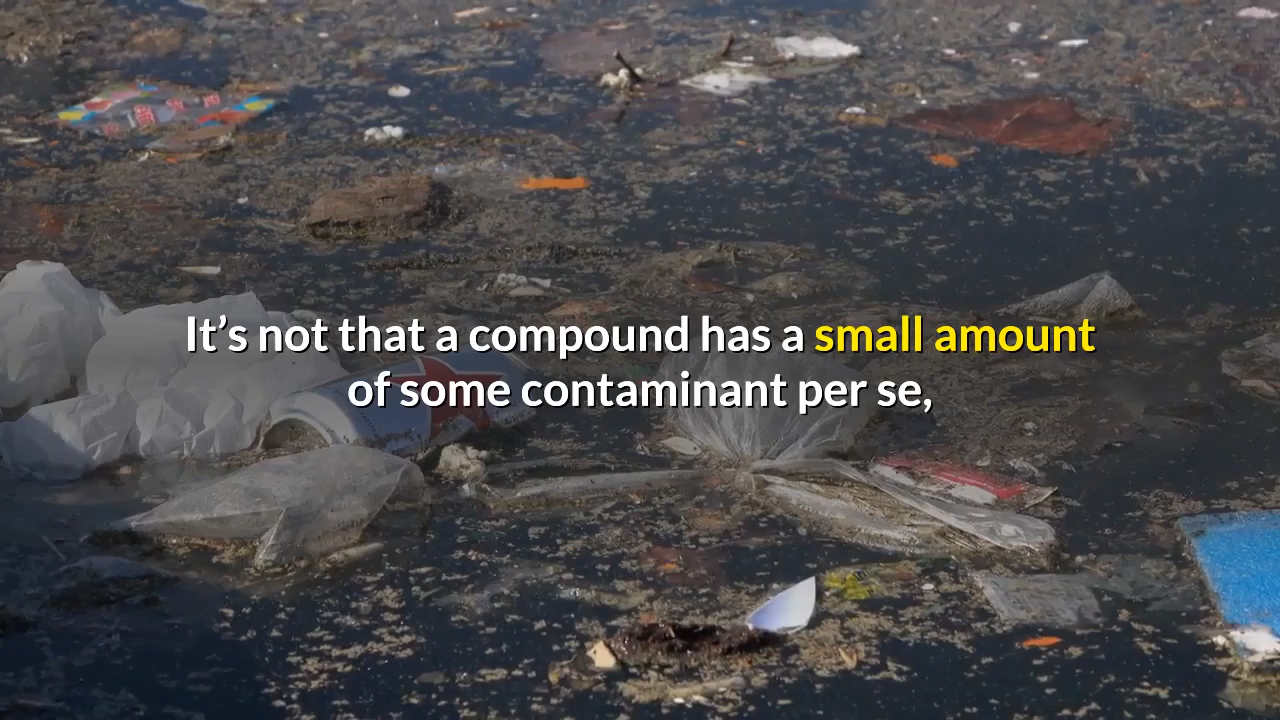 It’s not that a compound has a small amount
of some contaminant per se,